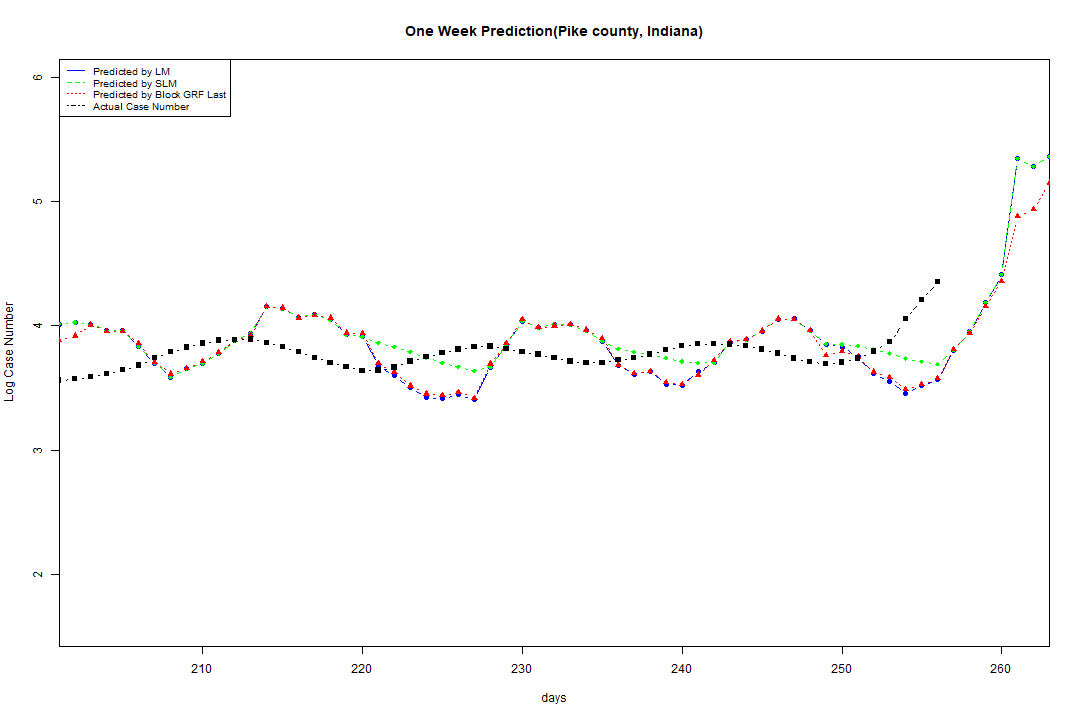 One Week Prediction(Pike county, Indiana)
Predicted by LM
Predicted by SLM
Predicted by Block GRF Last
Actual Case Number
6
5
4
3
2
Log Case Number
210 220 230 240 250 260
days